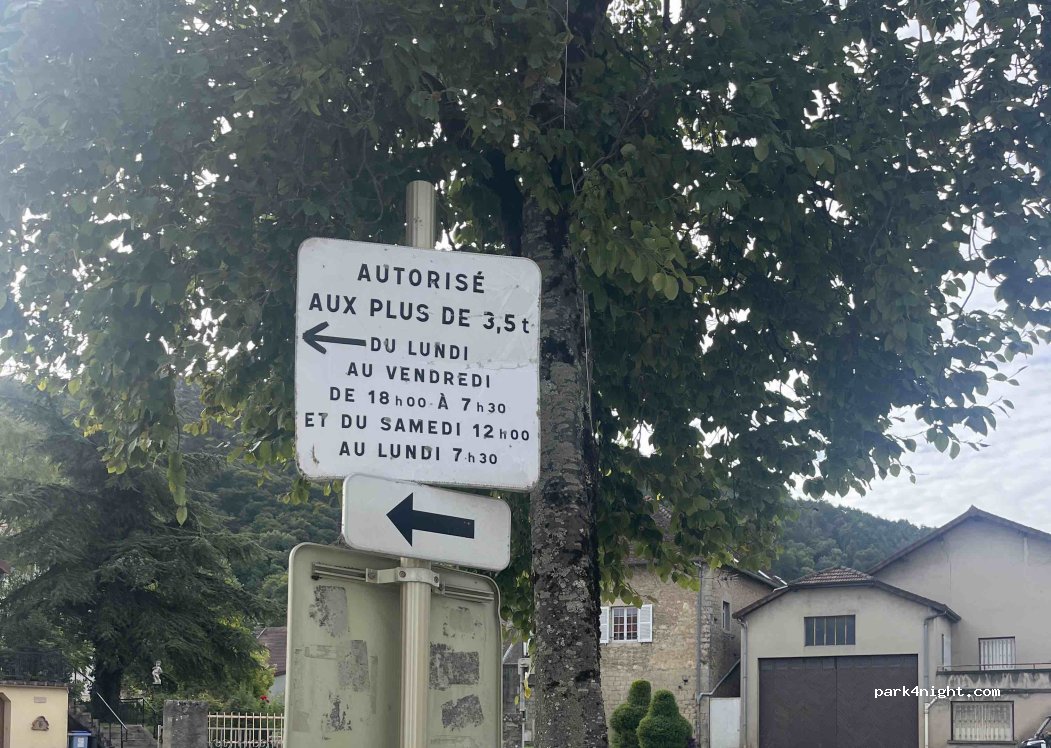 AUTORISÉ
AUX PLUS DE 3,5t
DU LUNDI
AU VENDREDI
DE 18h00 À 7h30
ET DU SAMEDI 12h00
AU LUNDI 7h30
park4night.com